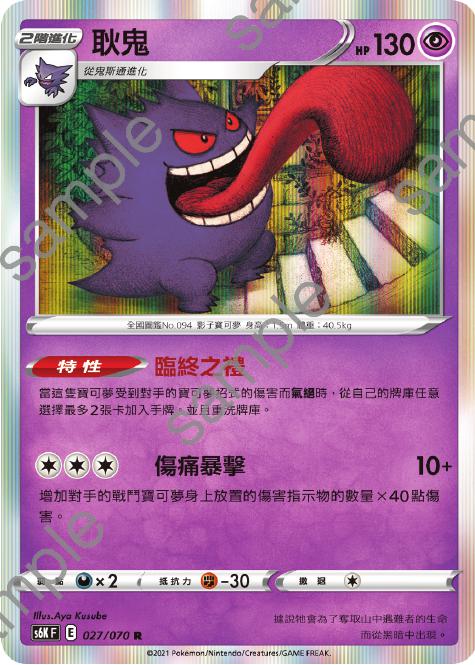 2階進化 耿鬼 HP 130
從鬼斯通進化
全國圖鑑No.094 影子寶可夢 身高：1.5m 體重：40.5kg
特性 臨終之禮
當這隻寶可夢受到對手的寶可夢招式的傷害而氣絕時，從自己的牌庫任意
選擇最多2張卡加入手牌。並且重洗牌庫。
傷痛暴擊 10+
增加對手的戰鬥寶可夢身上放置的傷害指示物的數量×40點傷
害。
弱點 ×2 抵抗力 -30 撤退
Illus.Aya Kusube
s6K F E 027/070 R
據說牠會為了奪取山中遇難者的生命
而從黑暗中出現。
©2021 Pokémon/Nintendo/Creatures/GAME FREAK.
sample
sample
sample
sample
sample
sample
sample